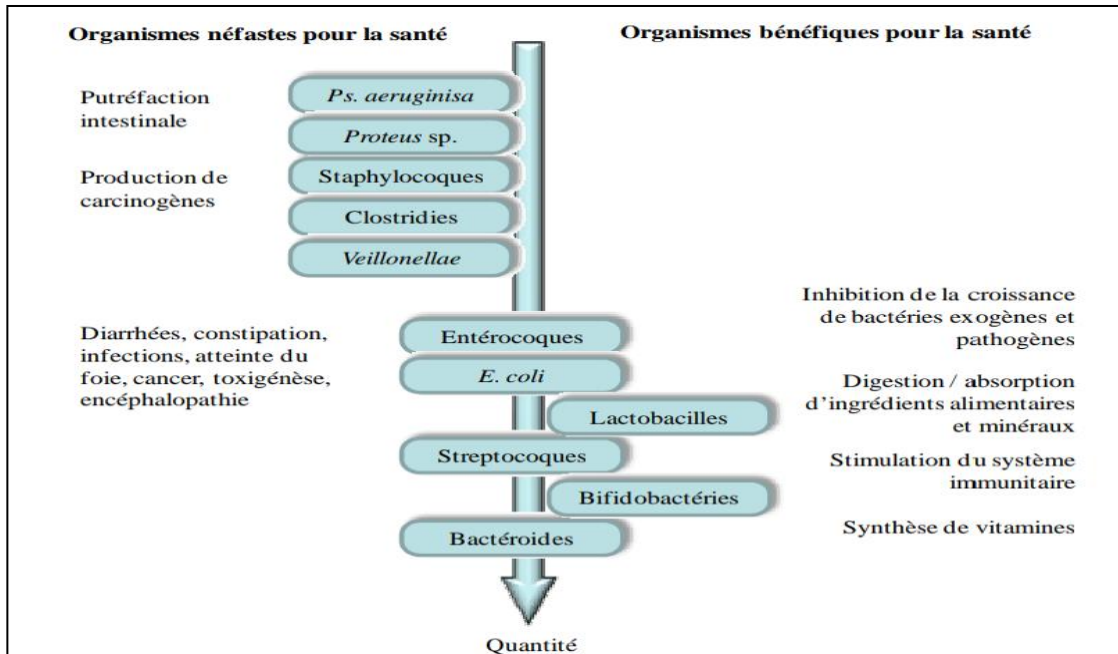 Organismes néfastes pour la santé
Organismes bénéfiques pour la santé
Putréfaction
intestinale
Production de
carcinogènes
Diarrhées, constipation,
infections, atteinte du
foie, cancer, toxigénèse,
encéphalopathie
Ps. aeruginisa
Proteus sp.
Staphylocoques
Clostridies
Veillonellae
Entérocoques
E. coli
Lactobacilles
Streptocoques
Bifidobactéries
Bactéroides
Inhibition de la croissance
de bactéries exogènes et
pathogènes
Digestion / absorption
d'ingrédients alimentaires
et minéraux
Stimulation du système
immunitaire
Synthèse de vitamines
Quantité